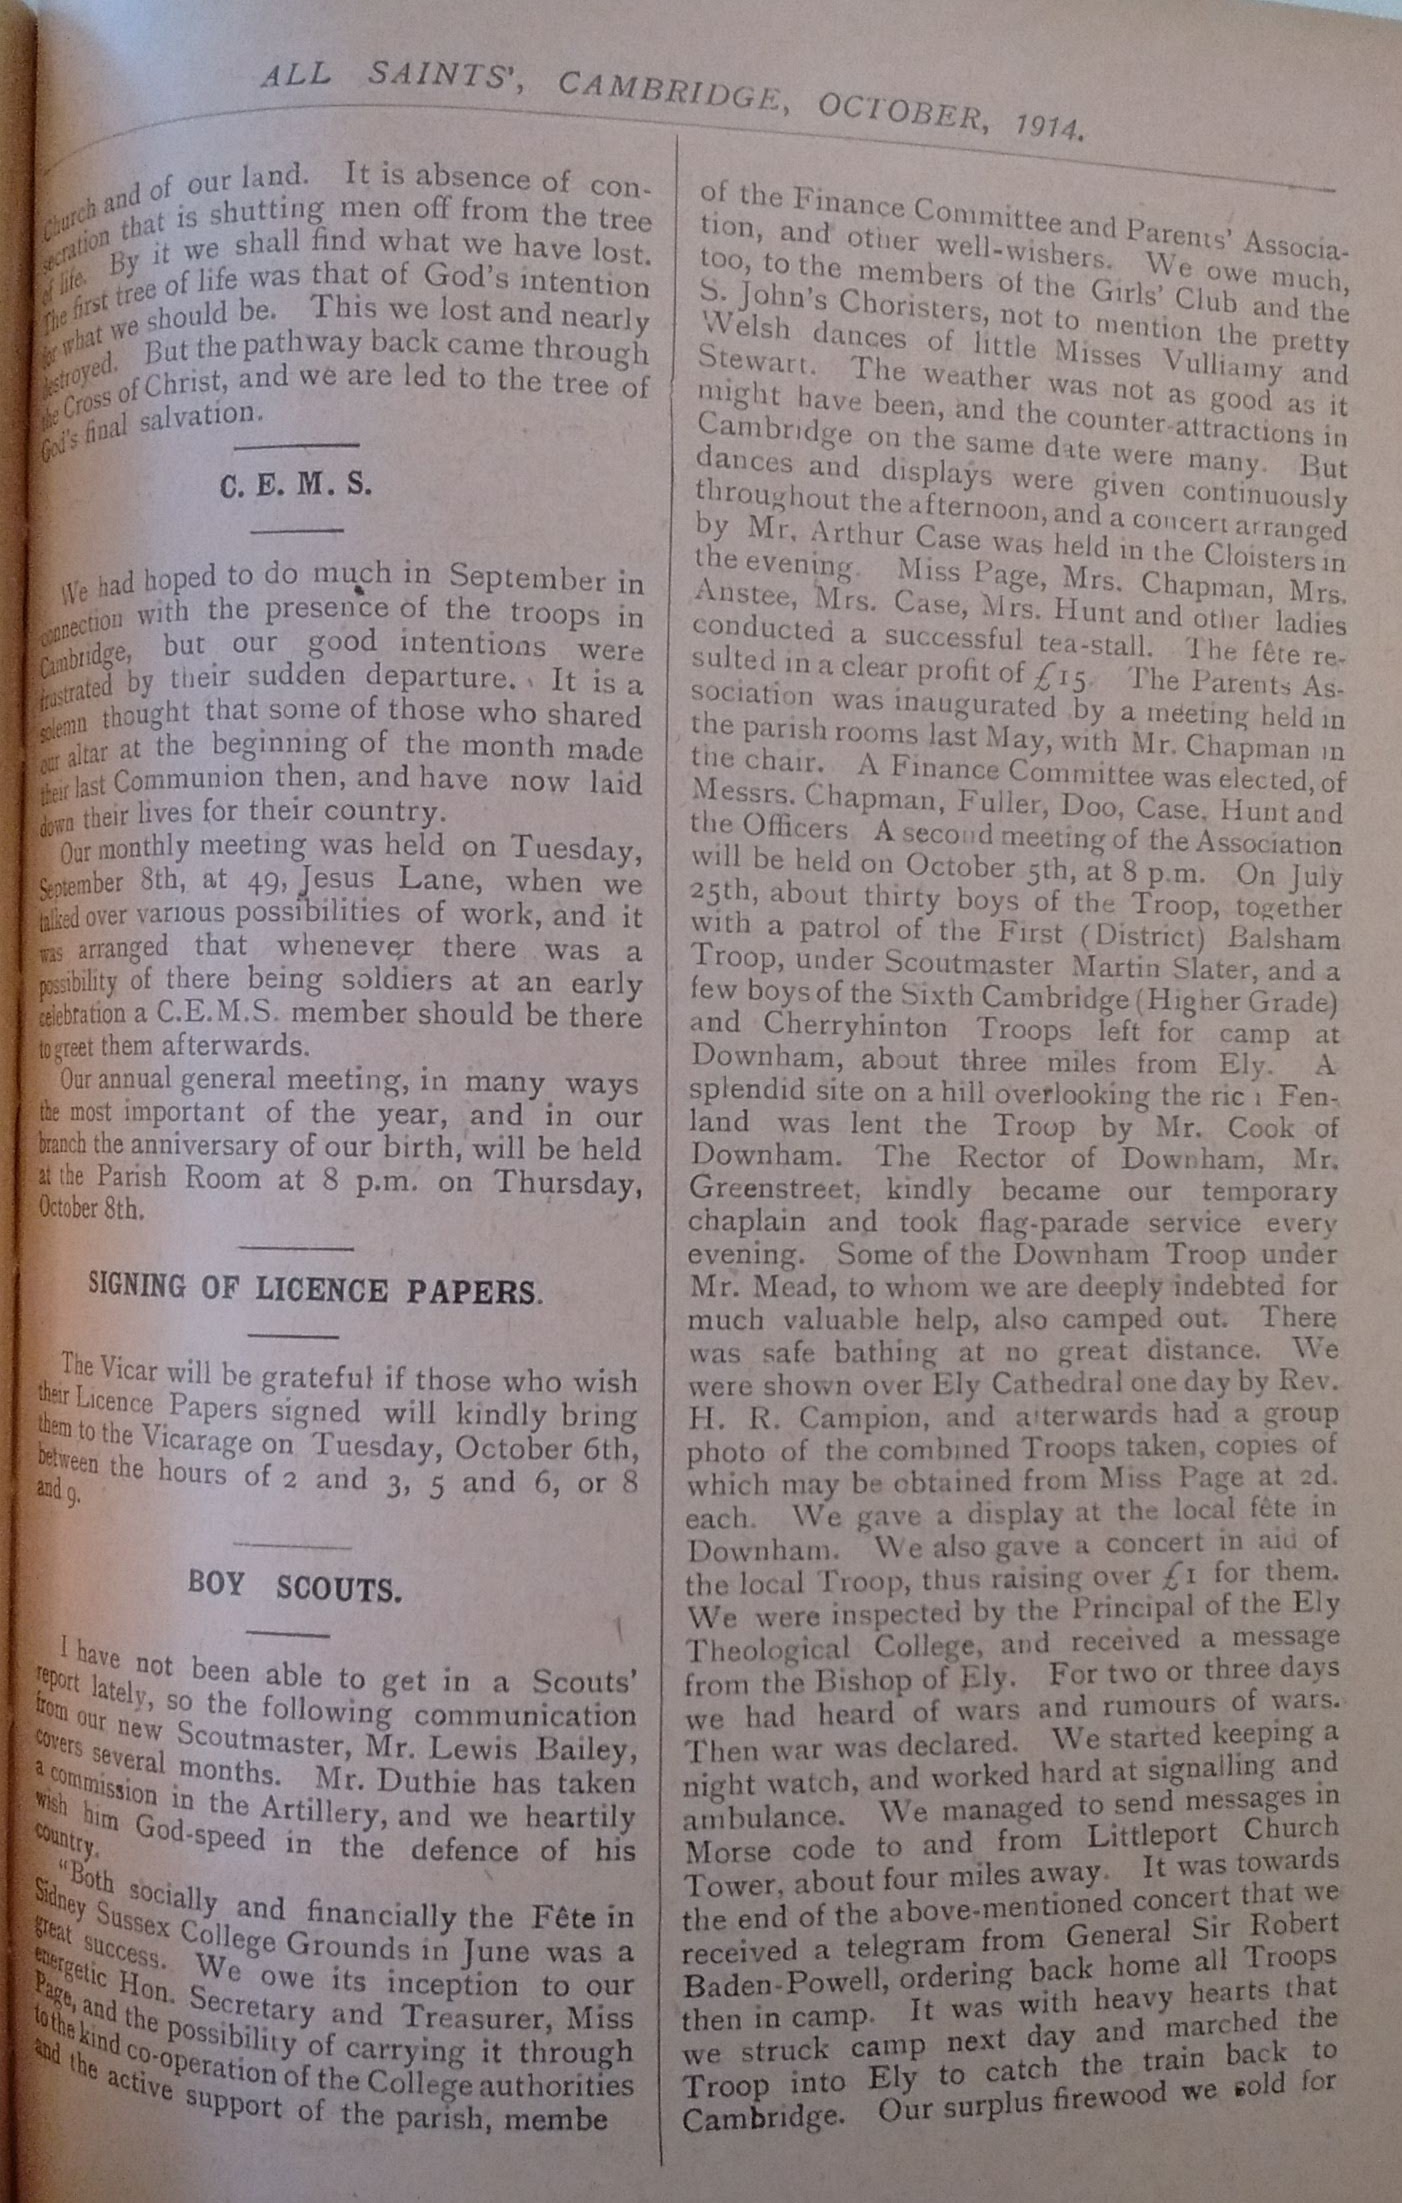 ALL SAINTS', CAMBRIDGE, OCTOBER, 1914.
Church and of our land. It is absence of con-
secration that is shutting men off from the tree
of life. By it we shall find what we have lost.
The first tree of life was that of God's intention
for what we should be. This we lost and nearly
destroyed. But the pathway back came through
the Cross of Christ, and we are led to the tree of
God's final salvation.
C. E. M. S.
We had hoped to do much in September in
connection with the presence of the troops in
Cambridge, but our good intentions were
frustrated by their sudden departure. It is a
solemn thought that some of those who shared
our altar at the beginning of the month made
their last Communion then, and have now laid
down their lives for their country.
Our monthly meeting was held on Tuesday,
September 8th, at 49, Jesus Lane, when we
talked over various possibilities of work, and it
was arranged that whenever there was a
possibility of there being soldiers at an early
celebration a C.E.M.S. member should be there
to greet them afterwards.
Our annual general meeting, in many ways
the most important of the year, and in our
branch the anniversary of our birth, will be held
at the Parish Room at 8 p.m. on Thursday,
October 8th.
SIGNING OF LICENCE PAPERS.
The Vicar will be grateful if those who wish
their Licence Papers signed will kindly bring
them to the Vicarage on Tuesday, October 6th,
between the hours of 2 and 3, 5 and 6, or 8
and 9.
BOY SCOUTS.
I have not been able to get in a Scouts'
report lately, so the following communication
from our new Scoutmaster, Mr. Lewis Bailey,
covers several months. Mr. Duthie has taken
a commission in the Artillery, and we heartily
wish him God-speed in the defence of his
country.
"Both socially and financially the Fête in
Sidney Sussex College Grounds in June was a
great success. We owe its inception to our
energetic Hon. Secretary and Treasurer, Miss
Page, and the possibility of carrying it through
to the kind co-operation of the College authorities
and the active support of the parish, membe
of the Finance Committee and Parents' Associa-
tion, and other well-wishers. We owe much,
too, to the members of the Girls' Club and the
S. John's Choristers, not to mention the pretty
Welsh dances of little Misses Vulliamy and
Stewart. The weather was not as good as it
might have been, and the counter-attractions in
Cambridge on the same date were many. But
dances and displays were given continuously
throughout the afternoon, and a concert arranged
by Mr. Arthur Case was held in the Cloisters in
the evening. Miss Page, Mrs. Chapman, Mrs.
Anstee, Mrs. Case, Mrs. Hunt and other ladies
conducted a successful tea-stall. The fête re-
sulted in a clear profit of £15. The Parents As-
sociation was inaugurated by a meeting held in
the parish rooms last May, with Mr. Chapman in
the chair. A Finance Committee was elected, of
Messrs. Chapman, Fuller, Doo, Case, Hunt and
the Officers A second meeting of the Association
will be held on October 5th, at 8 p.m. On July
25th, about thirty boys of the Troop, together
with a patrol of the First (District) Balsham
Troop, under Scoutmaster Martin Slater, and a
few boys of the Sixth Cambridge (Higher Grade)
and Cherryhinton Troops left for camp at
Downham, about three miles from Ely. A
splendid site on a hill overlooking the ric i Fen-
land was lent the Troop by Mr. Cook of
Downham. The Rector of Downham, Mr.
Greenstreet, kindly became our temporary
chaplain and took flag-parade service every
evening. Some of the Downham Troop under
Mr. Mead, to whom we are deeply indebted for
much valuable help, also camped out. There
was safe bathing at no great distance. We
were shown over Ely Cathedral one day by Rev.
H. R. Campion, and afterwards had a group
photo of the combined Troops taken, copies of
which may be obtained from Miss Page at 2d.
each. We gave a display at the local fête in
Downham. We also gave a concert in aid of
the local Troop, thus raising over £1 for them.
We were inspected by the Principal of the Ely
Theological College, and received a message
from the Bishop of Ely. For two or three days
we had heard of wars and rumours of wars.
Then war was declared. We started keeping a
night watch, and worked hard at signalling and
ambulance. We managed to send messages in
Morse code to and from Littleport Church
Tower, about four miles away. It was towards
the end of the above-mentioned concert that we
received a telegram from General Sir Robert
Baden-Powell, ordering back home all Troops
then in camp. It was with heavy hearts that
we struck camp next day and marched the
Troop into Ely to catch the train back to
Cambridge. Our surplus firewood we sold for